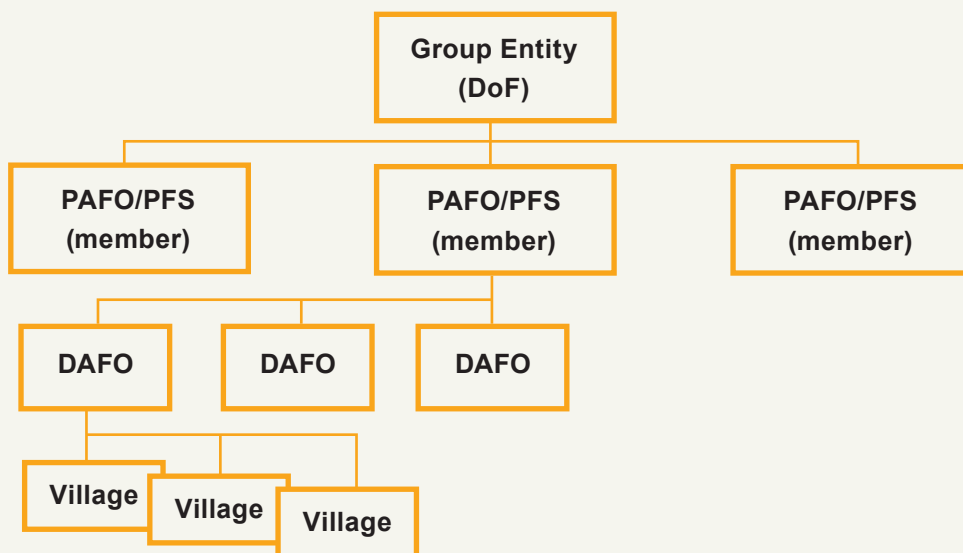 Group Entity
(DoF)
PAFO/PFS
(member)
PAFO/PFS
(member)
PAFO/PFS
(member)
DAFO
DAFO
DAFO
Village
Village
Village